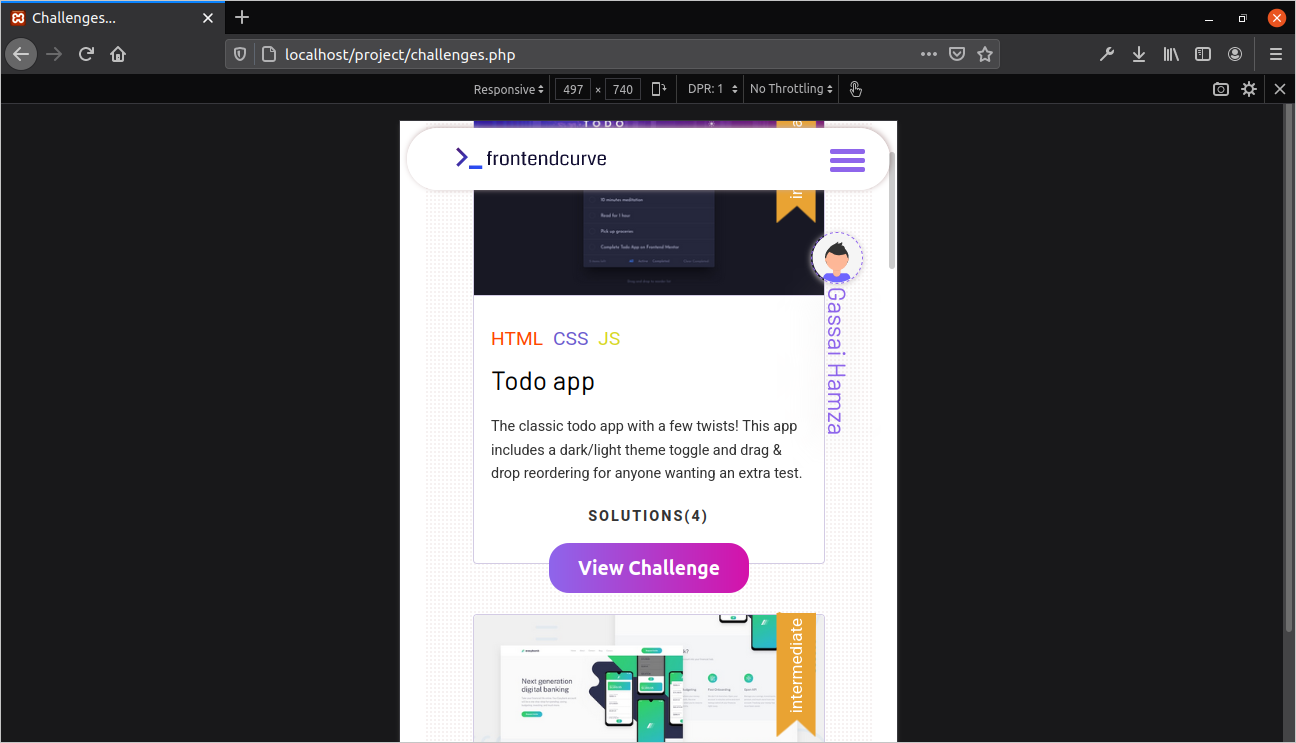 Challenges...
localhost/project/challenges.php
Responsive 497 × 740 DPR: 1 No Throttling
TODO
>_ frontendcurve
10 minutes meditation
Read for 1 hour
Pick up groceries
Complete Todo App on Frontend Mentor
Gassai Hamza
HTML CSS JS
Todo app
The classic todo app with a few twists! This app
includes a dark/light theme toggle and drag &
drop reordering for anyone wanting an extra test.
SOLUTIONS(4)
View Challenge
intermediate
Next generation
digital banking